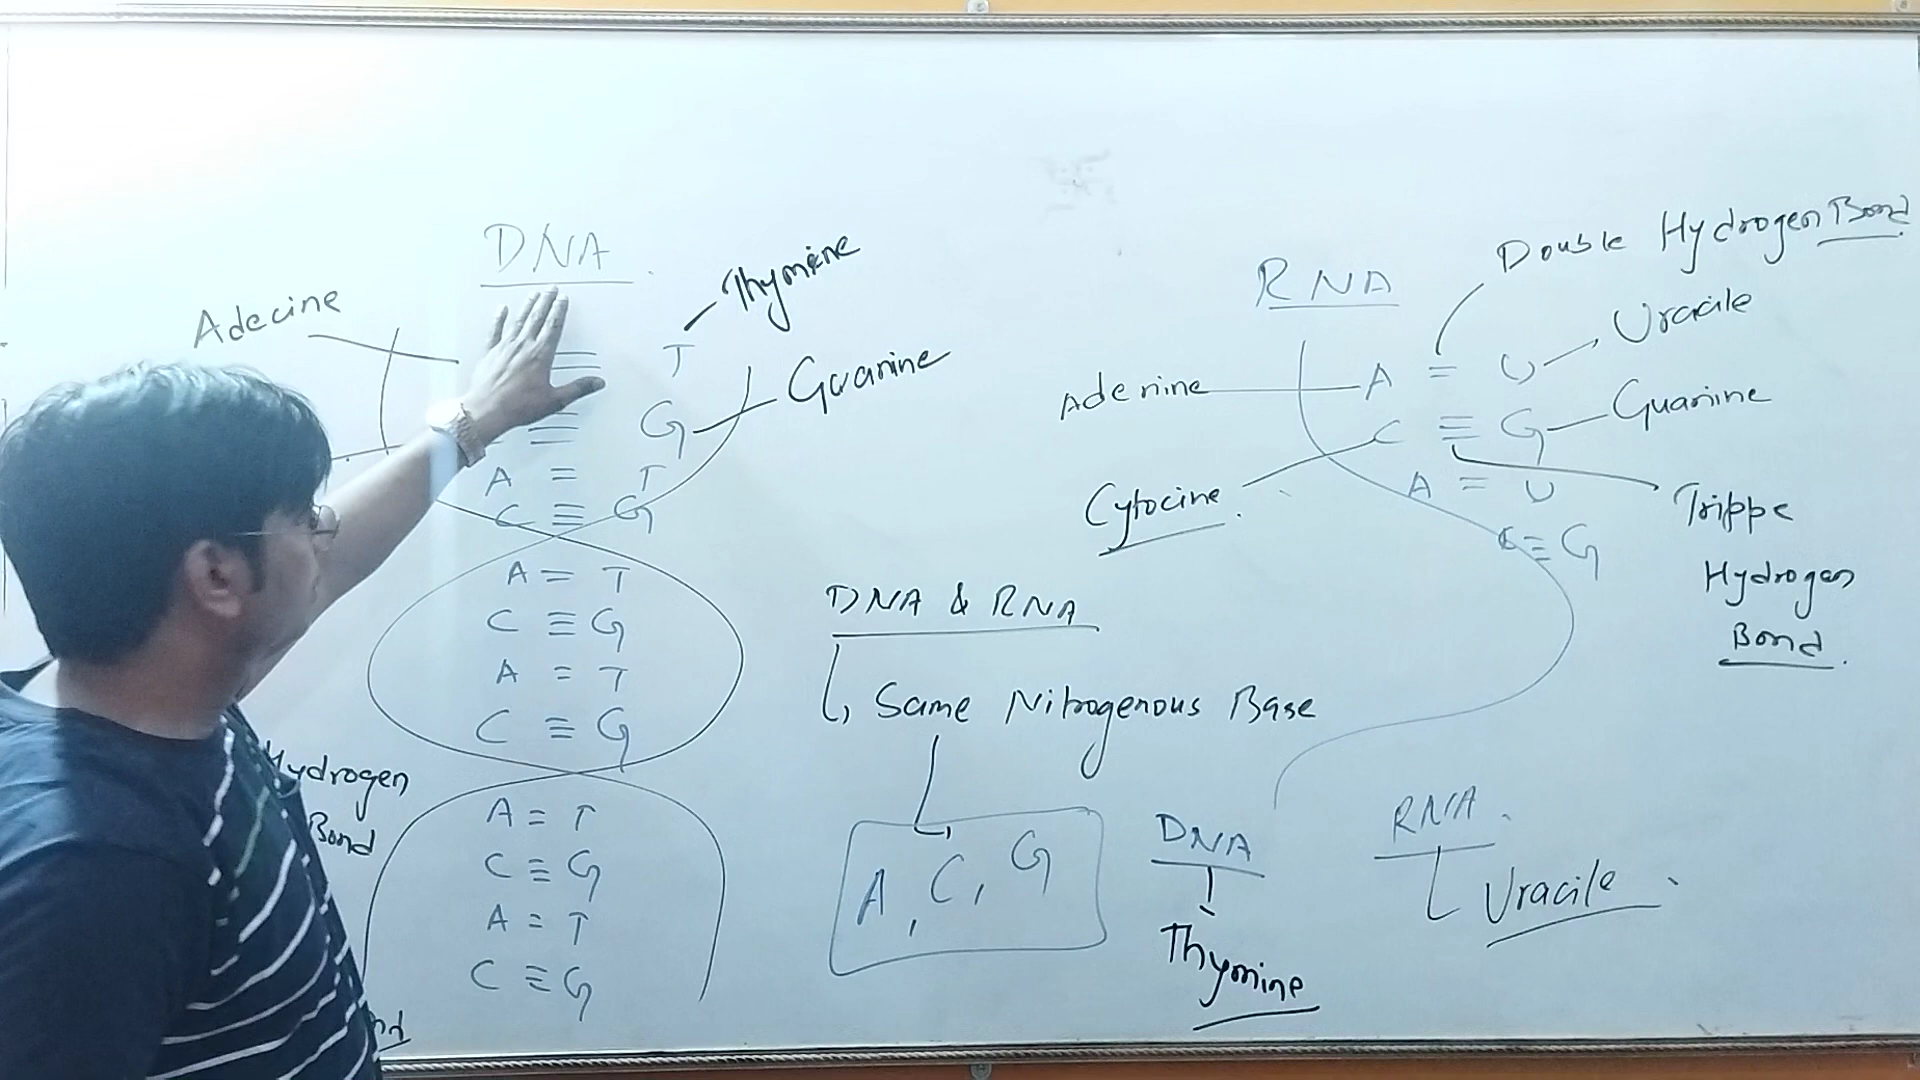 DNA
Adecine
Thymine
T
Guanine
G
A = T
C ≡ G
A = T
C ≡ G
A = T
C ≡ G
A = T
C ≡ G
A = T
C ≡ G
Hydrogen
Bond
DNA & RNA
Same Nitrogenous Base
A, C, G
DNA
Thymine
RNA
Double Hydrogen Bond
A = U
Uracile
Adenine
C ≡ G
Guanine
Cytocine
A = U
C ≡ G
Trippe
Hydrogen
Bond
RNA
Uracile